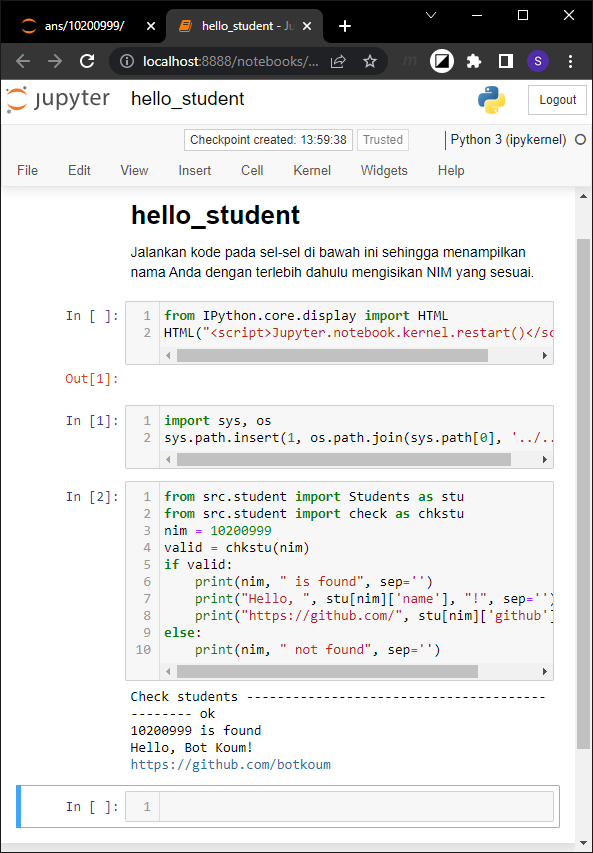 ans/10200999/
hello_student - Ju
localhost:8888/notebooks/...
S
jupyter hello_student
Logout
Checkpoint created: 13:59:38
Trusted
Python 3 (ipykernel)
File Edit View Insert Cell Kernel Widgets Help
hello_student
Jalankan kode pada sel-sel di bawah ini sehingga menampilkan
nama Anda dengan terlebih dahulu mengisikan NIM yang sesuai.
In [ ]:
1 from IPython.core.display import HTML
2 HTML("<script>Jupyter.notebook.kernel.restart()</sc
Out[1]:
In [1]:
1 import sys, os
2 sys.path.insert(1, os.path.join(sys.path[0], '../..
In [2]:
1 from src.student import Students as stu
2 from src.student import check as chkstu
3 nim = 10200999
4 valid = chkstu(nim)
5 if valid:
6     print(nim, " is found", sep='')
7     print("Hello, ", stu[nim]['name'], "!", sep='')
8     print("https://github.com/", stu[nim]['github']
9 else:
10     print(nim, " not found", sep='')
Check students ---------------------------------------
-------- ok
10200999 is found
Hello, Bot Koum!
https://github.com/botkoum
In [ ]:
1